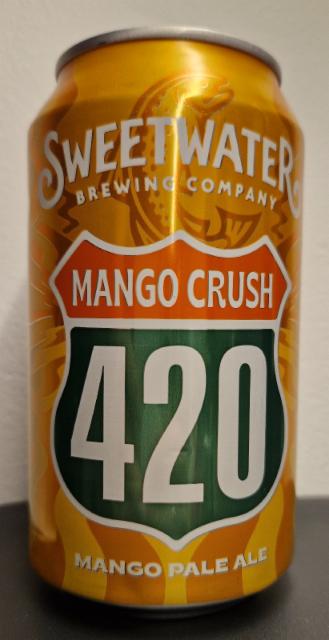 SWEETWATER
BREWING COMPANY
MANGO CRUSH
420
MANGO PALE ALE